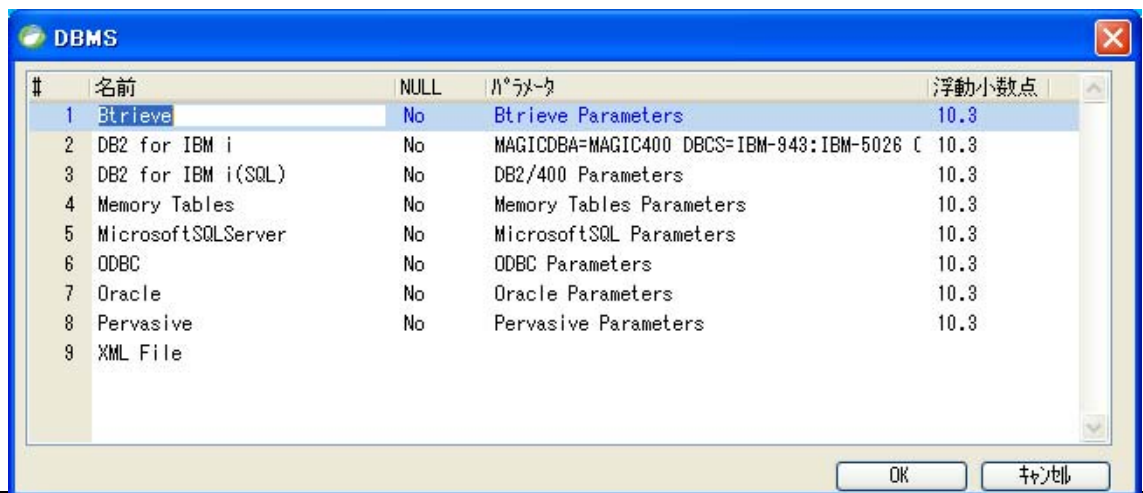 DBMS
# 名前 NULL ﾊﾟﾗﾒｰﾀ 浮動小数点
1 Btrieve No Btrieve Parameters 10.3
2 DB2 for IBM i No MAGICDBA=MAGIC400 DBCS=IBM-943:IBM-5026 10.3
3 DB2 for IBM i(SQL) No DB2/400 Parameters 10.3
4 Memory Tables No Memory Tables Parameters 10.3
5 MicrosoftSQLServer No MicrosoftSQL Parameters 10.3
6 ODBC No ODBC Parameters 10.3
7 Oracle No Oracle Parameters 10.3
8 Pervasive No Pervasive Parameters 10.3
9 XML File
OK ｷｬﾝｾﾙ